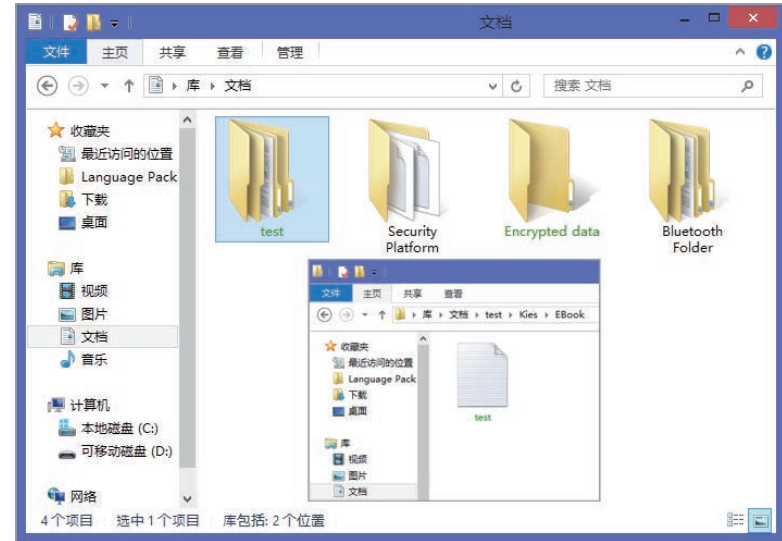 文档
文件 主页 共享 查看 管理
库 文档
搜索 文档
收藏夹
最近访问的位置
Language Pack
下载
桌面
库
视频
图片
文档
音乐
计算机
本地磁盘 (C:)
可移动磁盘 (D:)
网络
test
Security
Platform
Encrypted data
Bluetooth
Folder
文件 主页 共享 查看
库 文档 test Kies EBook
收藏夹
最近访问的位置
Language Pack
下载
桌面
库
视频
图片
文档
test
4个项目 选中1个项目 库包括: 2个位置